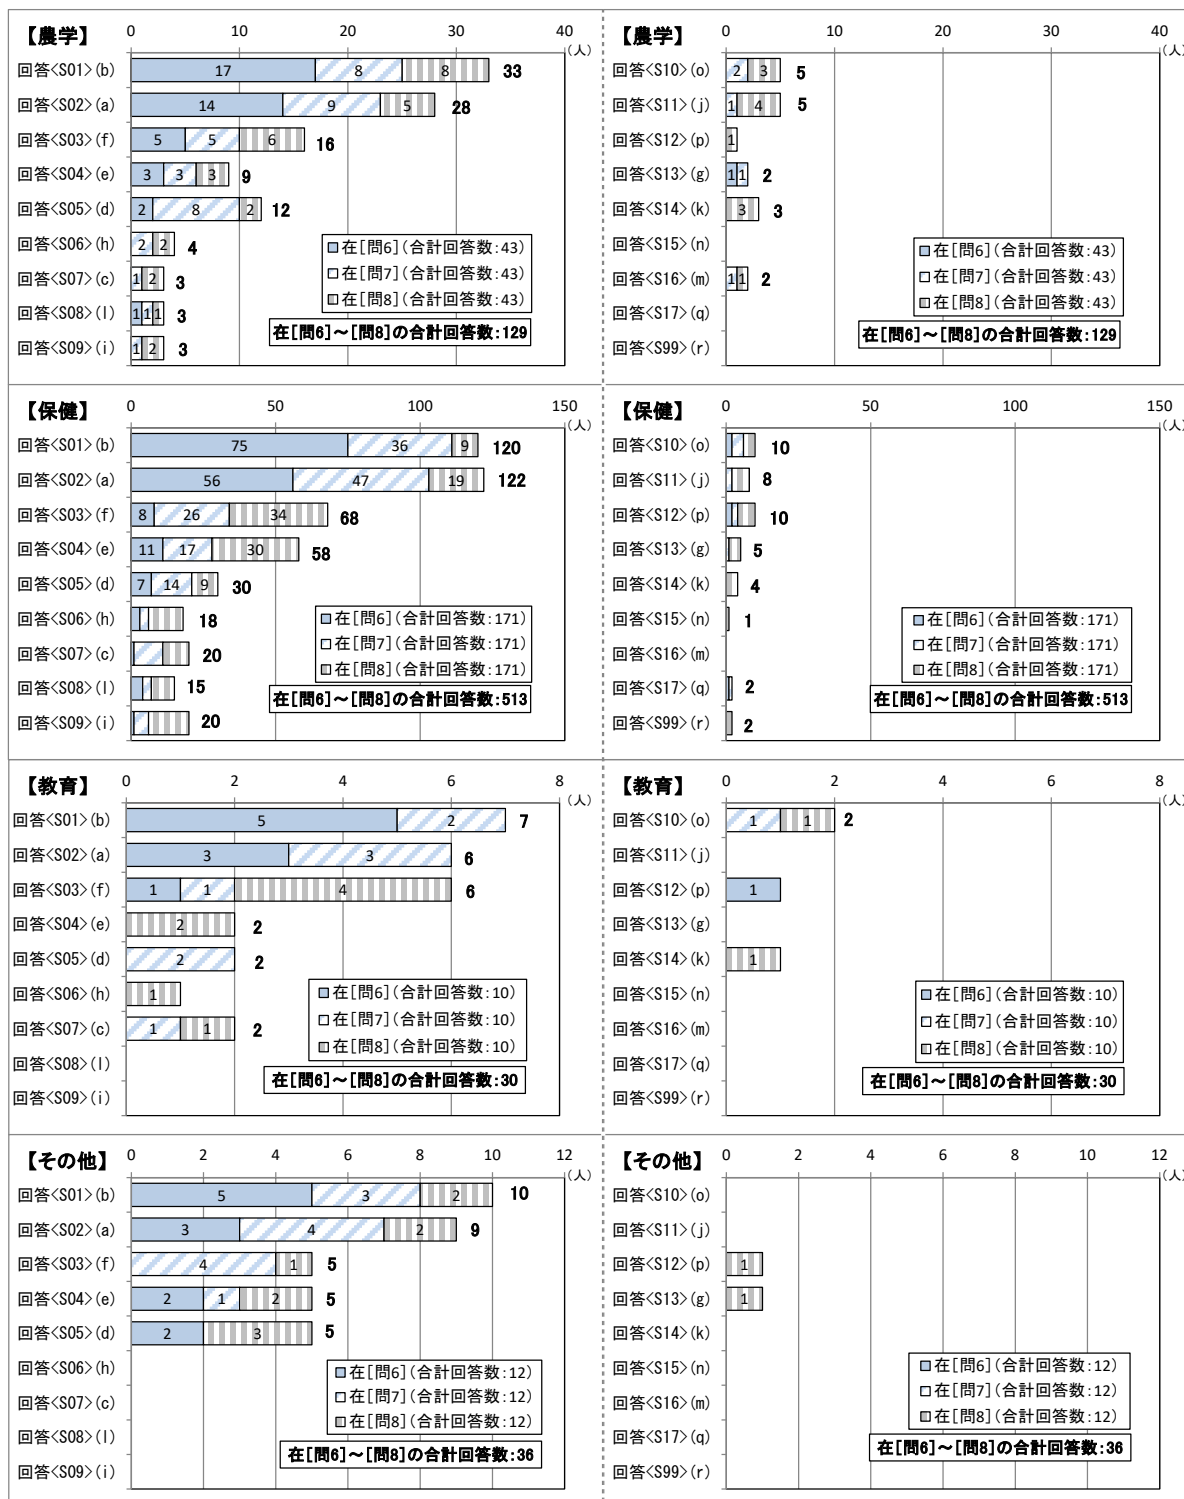 【農学】
0 10 20 30 40
(人)
回答<S01>(b) 17 8 8 33
回答<S02>(a) 14 9 5 28
回答<S03>(f) 5 5 6 16
回答<S04>(e) 3 3 3 9
回答<S05>(d) 2 8 2 12
回答<S06>(h) 2 2 4
回答<S07>(c) 1 2 3
回答<S08>(l) 1 1 1 3
回答<S09>(i) 1 2 3
在[問6](合計回答数:43)
在[問7](合計回答数:43)
在[問8](合計回答数:43)
在[問6]~[問8]の合計回答数:129
【農学】
0 10 20 30 40
(人)
回答<S10>(o) 2 3 5
回答<S11>(j) 1 4 5
回答<S12>(p) 1
回答<S13>(g) 1 1 2
回答<S14>(k) 3 3
回答<S15>(n)
回答<S16>(m) 1 1 2
回答<S17>(q)
回答<S99>(r)
在[問6](合計回答数:43)
在[問7](合計回答数:43)
在[問8](合計回答数:43)
在[問6]~[問8]の合計回答数:129
【保健】
0 50 100 150
(人)
回答<S01>(b) 75 36 9 120
回答<S02>(a) 56 47 19 122
回答<S03>(f) 8 26 34 68
回答<S04>(e) 11 17 30 58
回答<S05>(d) 7 14 9 30
回答<S06>(h) 18
回答<S07>(c) 20
回答<S08>(l) 15
回答<S09>(i) 20
在[問6](合計回答数:171)
在[問7](合計回答数:171)
在[問8](合計回答数:171)
在[問6]~[問8]の合計回答数:513
【保健】
0 50 100 150
(人)
回答<S10>(o) 10
回答<S11>(j) 8
回答<S12>(p) 10
回答<S13>(g) 5
回答<S14>(k) 4
回答<S15>(n) 1
回答<S16>(m)
回答<S17>(q) 2
回答<S99>(r) 2
在[問6](合計回答数:171)
在[問7](合計回答数:171)
在[問8](合計回答数:171)
在[問6]~[問8]の合計回答数:513
【教育】
0 2 4 6 8
(人)
回答<S01>(b) 5 2 7
回答<S02>(a) 3 3 6
回答<S03>(f) 1 1 4 6
回答<S04>(e) 2 2
回答<S05>(d) 2 2
回答<S06>(h) 1
回答<S07>(c) 1 1 2
回答<S08>(l)
回答<S09>(i)
在[問6](合計回答数:10)
在[問7](合計回答数:10)
在[問8](合計回答数:10)
在[問6]~[問8]の合計回答数:30
【教育】
0 2 4 6 8
(人)
回答<S10>(o) 1 1 2
回答<S11>(j)
回答<S12>(p) 1
回答<S13>(g)
回答<S14>(k) 1
回答<S15>(n)
回答<S16>(m)
回答<S17>(q)
回答<S99>(r)
在[問6](合計回答数:10)
在[問7](合計回答数:10)
在[問8](合計回答数:10)
在[問6]~[問8]の合計回答数:30
【その他】
0 2 4 6 8 10 12
(人)
回答<S01>(b) 5 3 2 10
回答<S02>(a) 3 4 2 9
回答<S03>(f) 4 1 5
回答<S04>(e) 2 1 2 5
回答<S05>(d) 2 3 5
回答<S06>(h)
回答<S07>(c)
回答<S08>(l)
回答<S09>(i)
在[問6](合計回答数:12)
在[問7](合計回答数:12)
在[問8](合計回答数:12)
在[問6]~[問8]の合計回答数:36
【その他】
0 2 4 6 8 10 12
(人)
回答<S10>(o)
回答<S11>(j)
回答<S12>(p) 1
回答<S13>(g) 1
回答<S14>(k)
回答<S15>(n)
回答<S16>(m)
回答<S17>(q)
回答<S99>(r)
在[問6](合計回答数:12)
在[問7](合計回答数:12)
在[問8](合計回答数:12)
在[問6]~[問8]の合計回答数:36